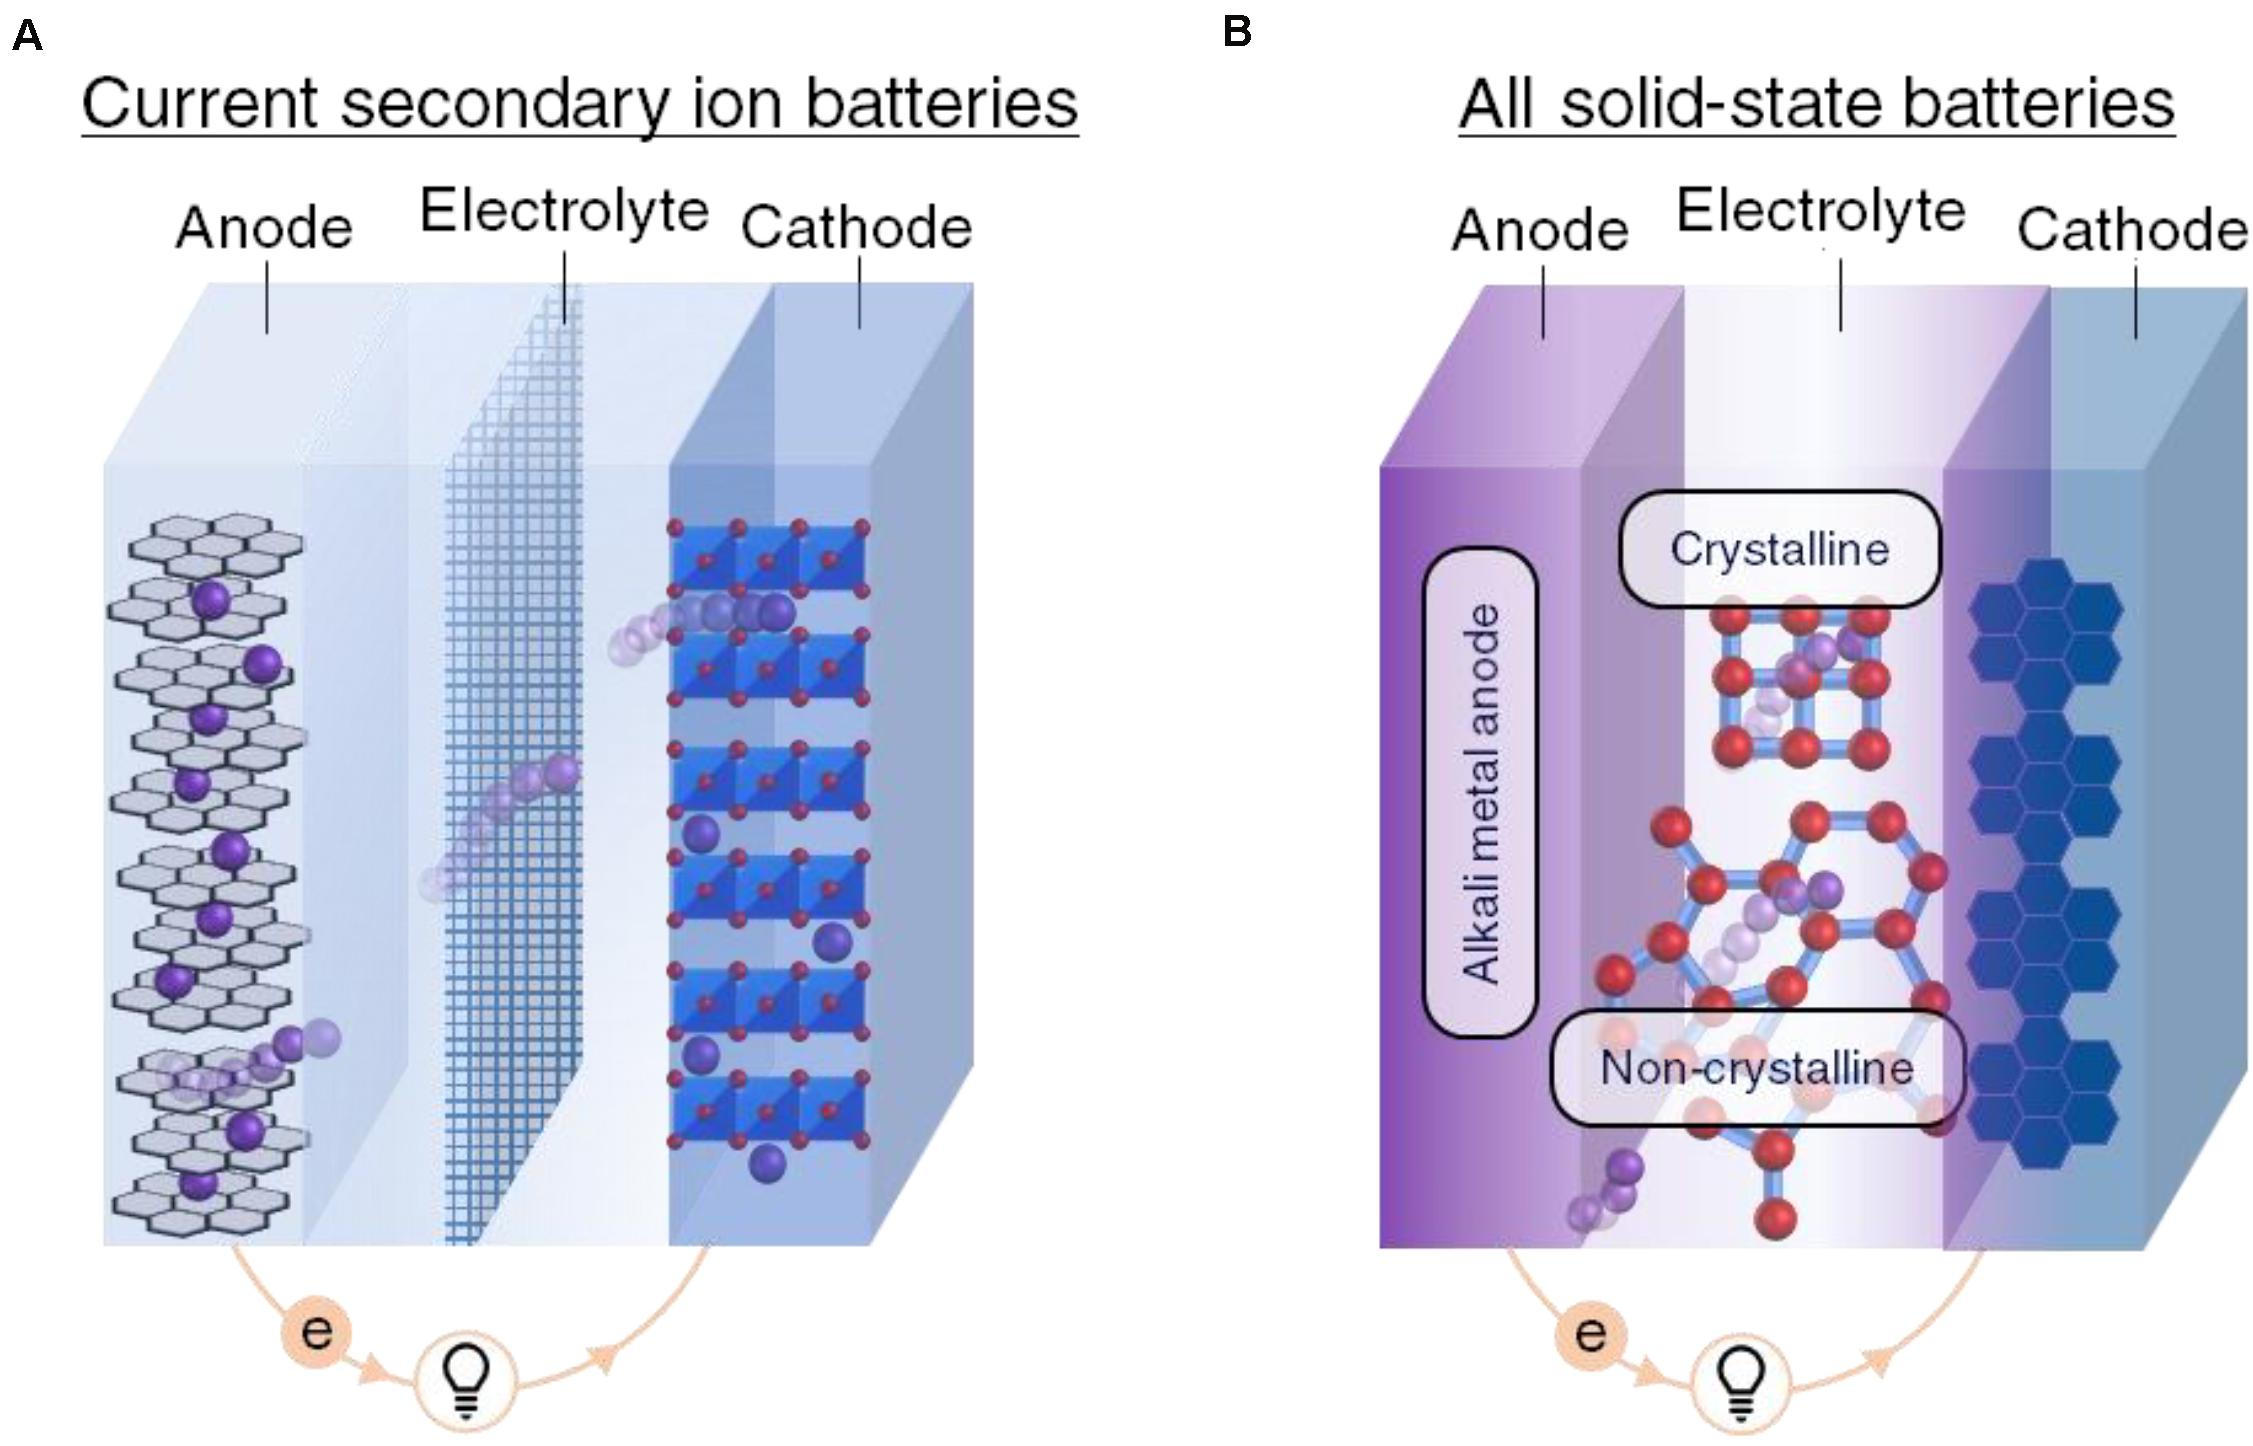 A
Current secondary ion batteries
Anode
Electrolyte
Cathode
e
B
All solid-state batteries
Anode
Electrolyte
Cathode
Crystalline
Alkali metal anode
Non-crystalline
e